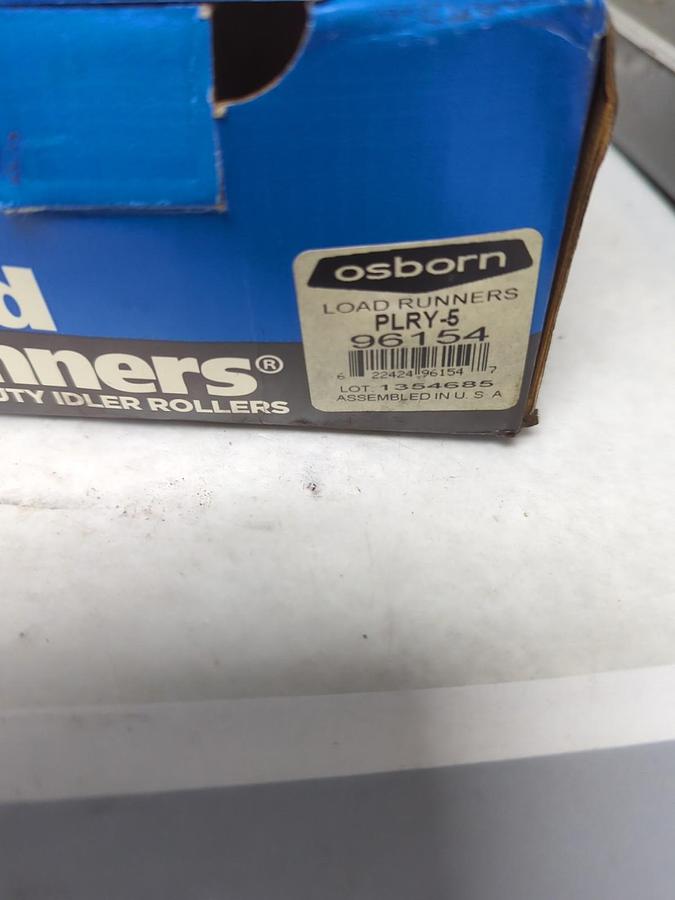 d
nners®
UTY IDLER ROLLERS
osborn
LOAD RUNNERS
PLRY-5
96154
6 22424 96154 7
LOT: 1354685
ASSEMBLED IN U. S. A